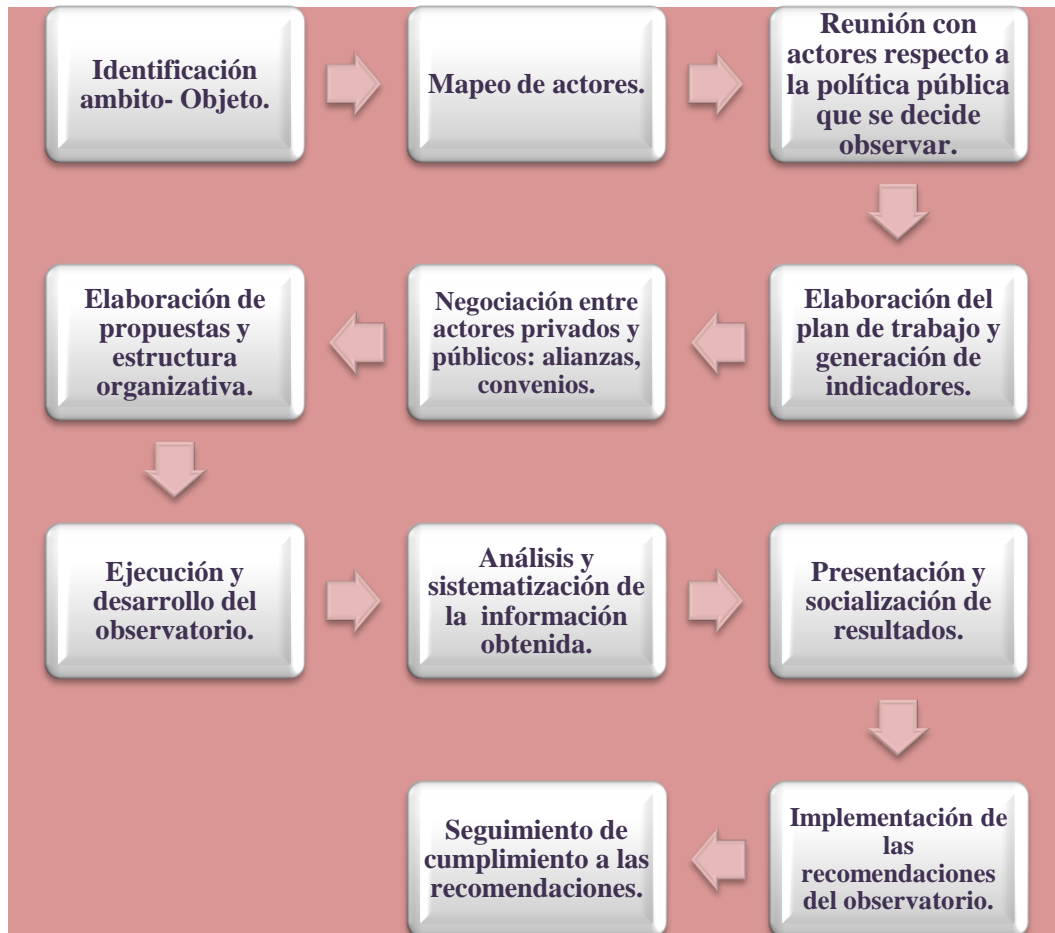 Identificación
ambito- Objeto.
Mapeo de actores.
Reunión con
actores respecto a
la política pública
que se decide
observar.
Elaboración del
plan de trabajo y
generación de
indicadores.
Negociación entre
actores privados y
públicos: alianzas,
convenios.
Elaboración de
propuestas y
estructura
organizativa.
Ejecución y
desarrollo del
observatorio.
Análisis y
sistematización de
la información
obtenida.
Presentación y
socialización de
resultados.
Implementación de
las
recomendaciones
del observatorio.
Seguimiento de
cumplimiento a las
recomendaciones.